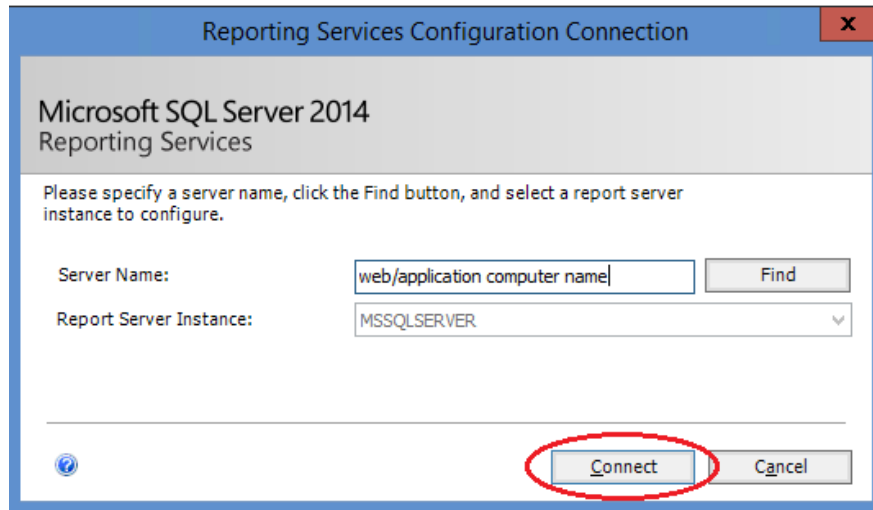 Reporting Services Configuration Connection
x
Microsoft SQL Server 2014
Reporting Services
Please specify a server name, click the Find button, and select a report server
instance to configure.
Server Name:
web/application computer name
Find
Report Server Instance:
MSSQLSERVER
?
Connect
Cancel